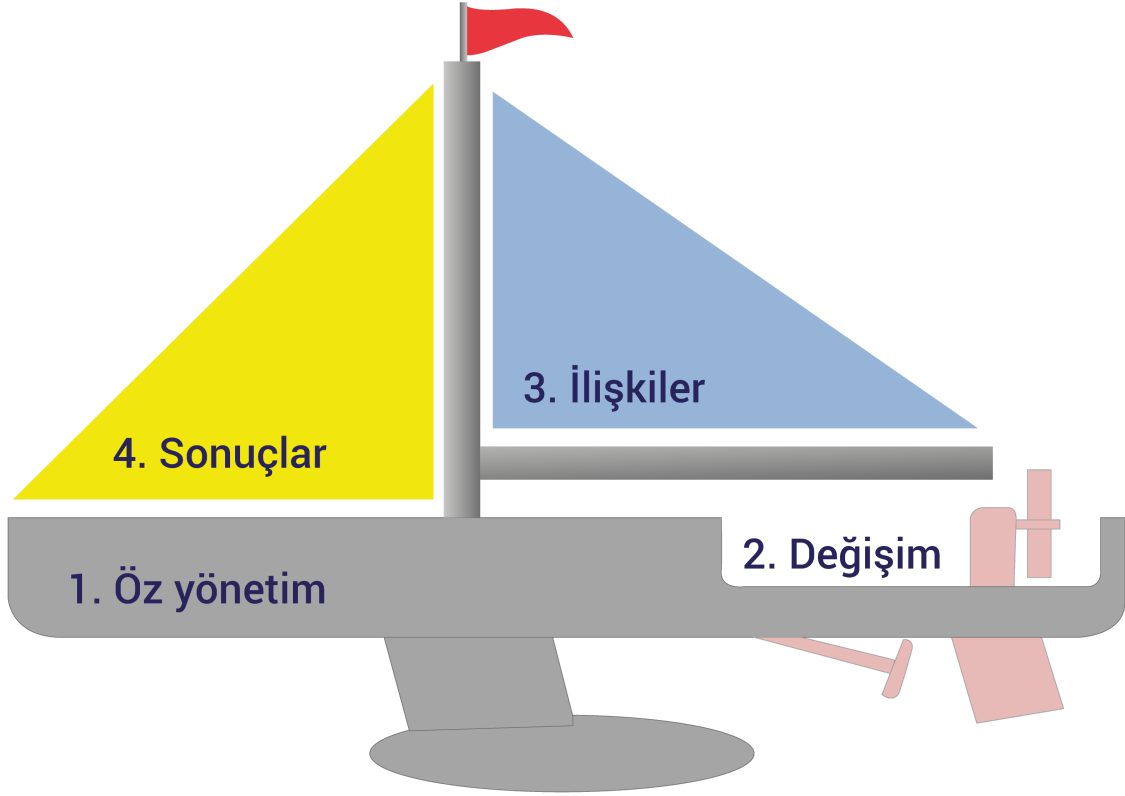 3. İlişkiler
4. Sonuçlar
2. Değişim
1. Öz yönetim